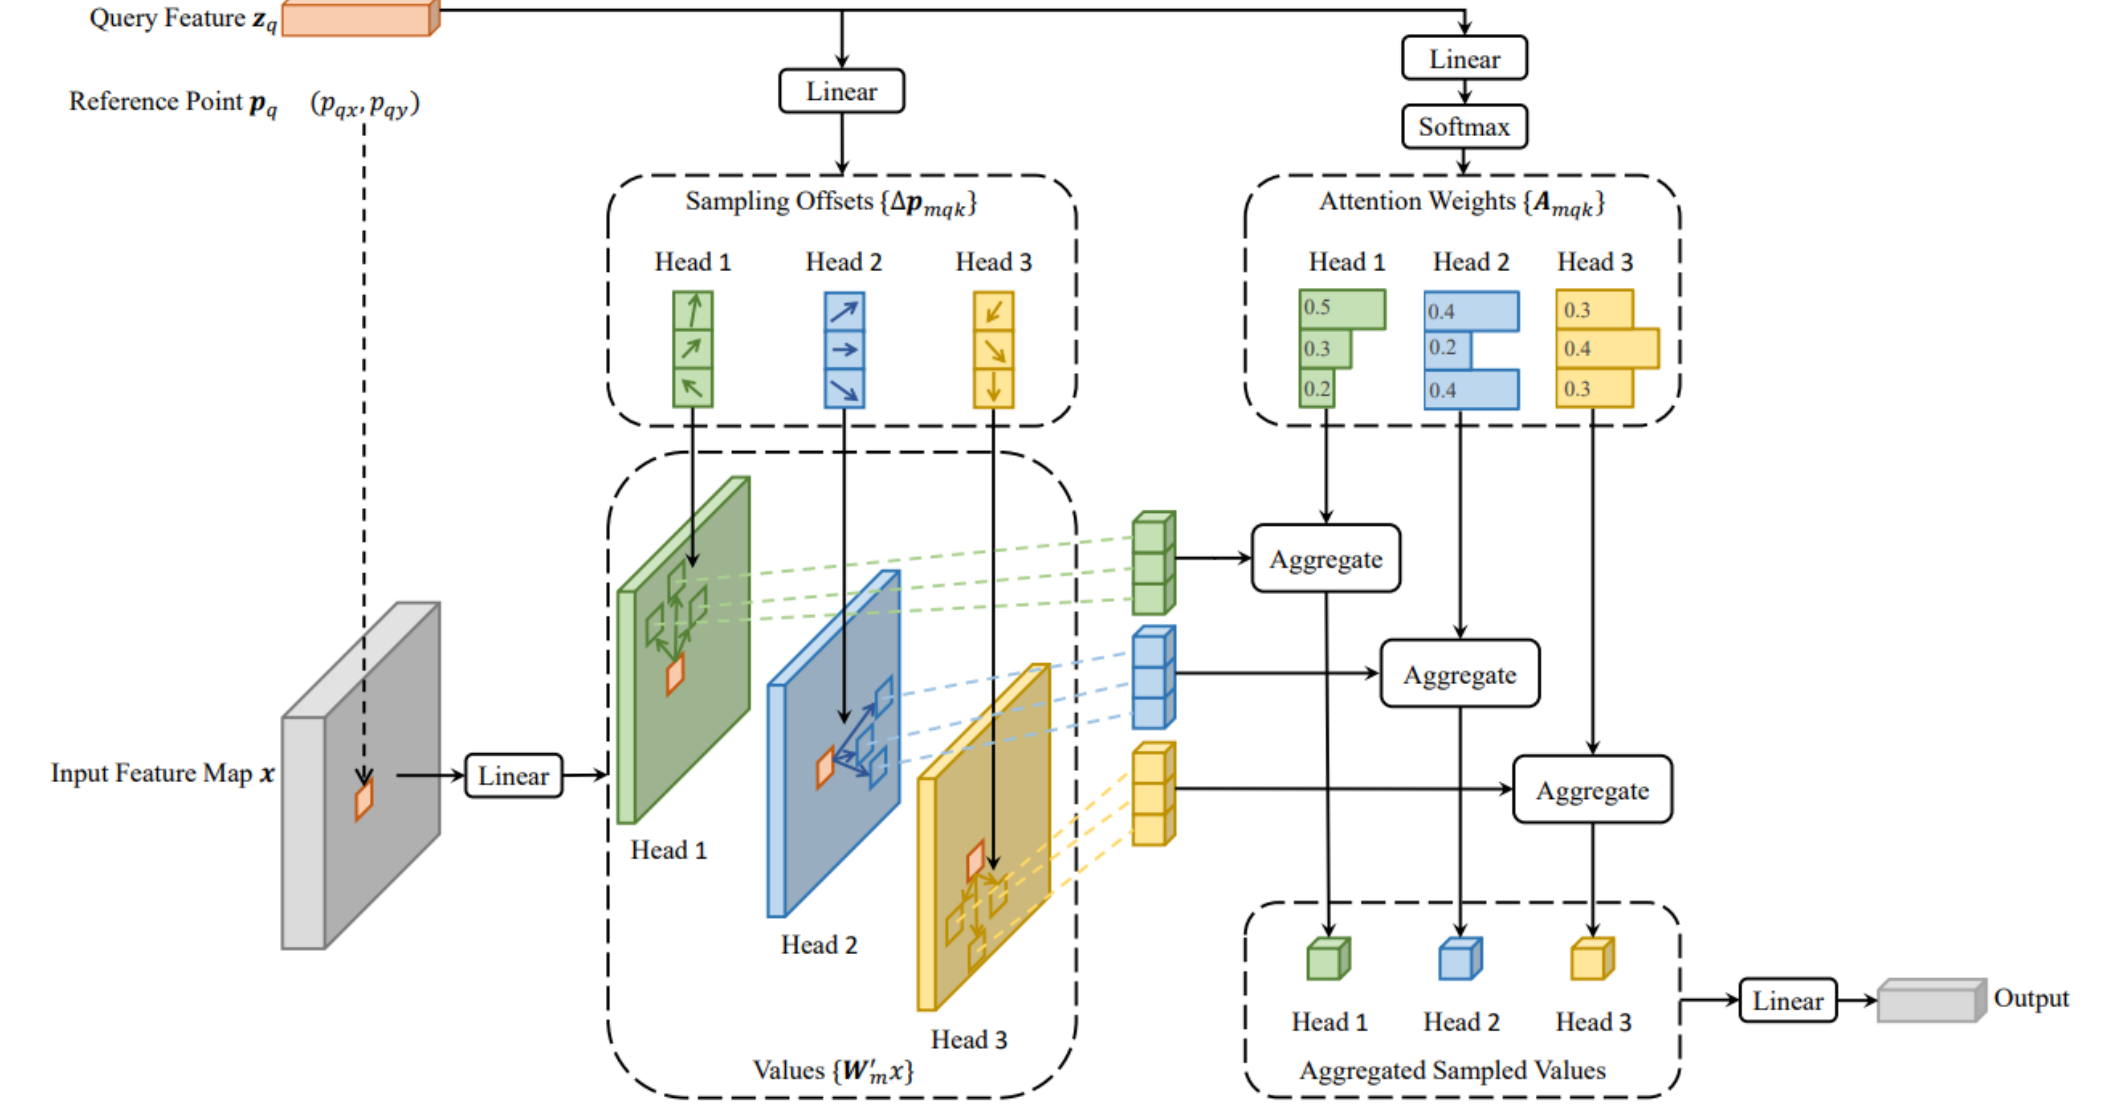 Query Feature z_q
Reference Point p_q (p_qx, p_qy)
Linear
Linear
Softmax
Sampling Offsets {Δp_mqk}
Head 1 Head 2 Head 3
Attention Weights {A_mqk}
Head 1 Head 2 Head 3
0.5 0.4 0.3
0.3 0.2 0.4
0.2 0.4 0.3
Input Feature Map x
Linear
Head 1
Head 2
Head 3
Values {W′_m x}
Aggregate
Aggregate
Aggregate
Head 1 Head 2 Head 3
Aggregated Sampled Values
Linear
Output